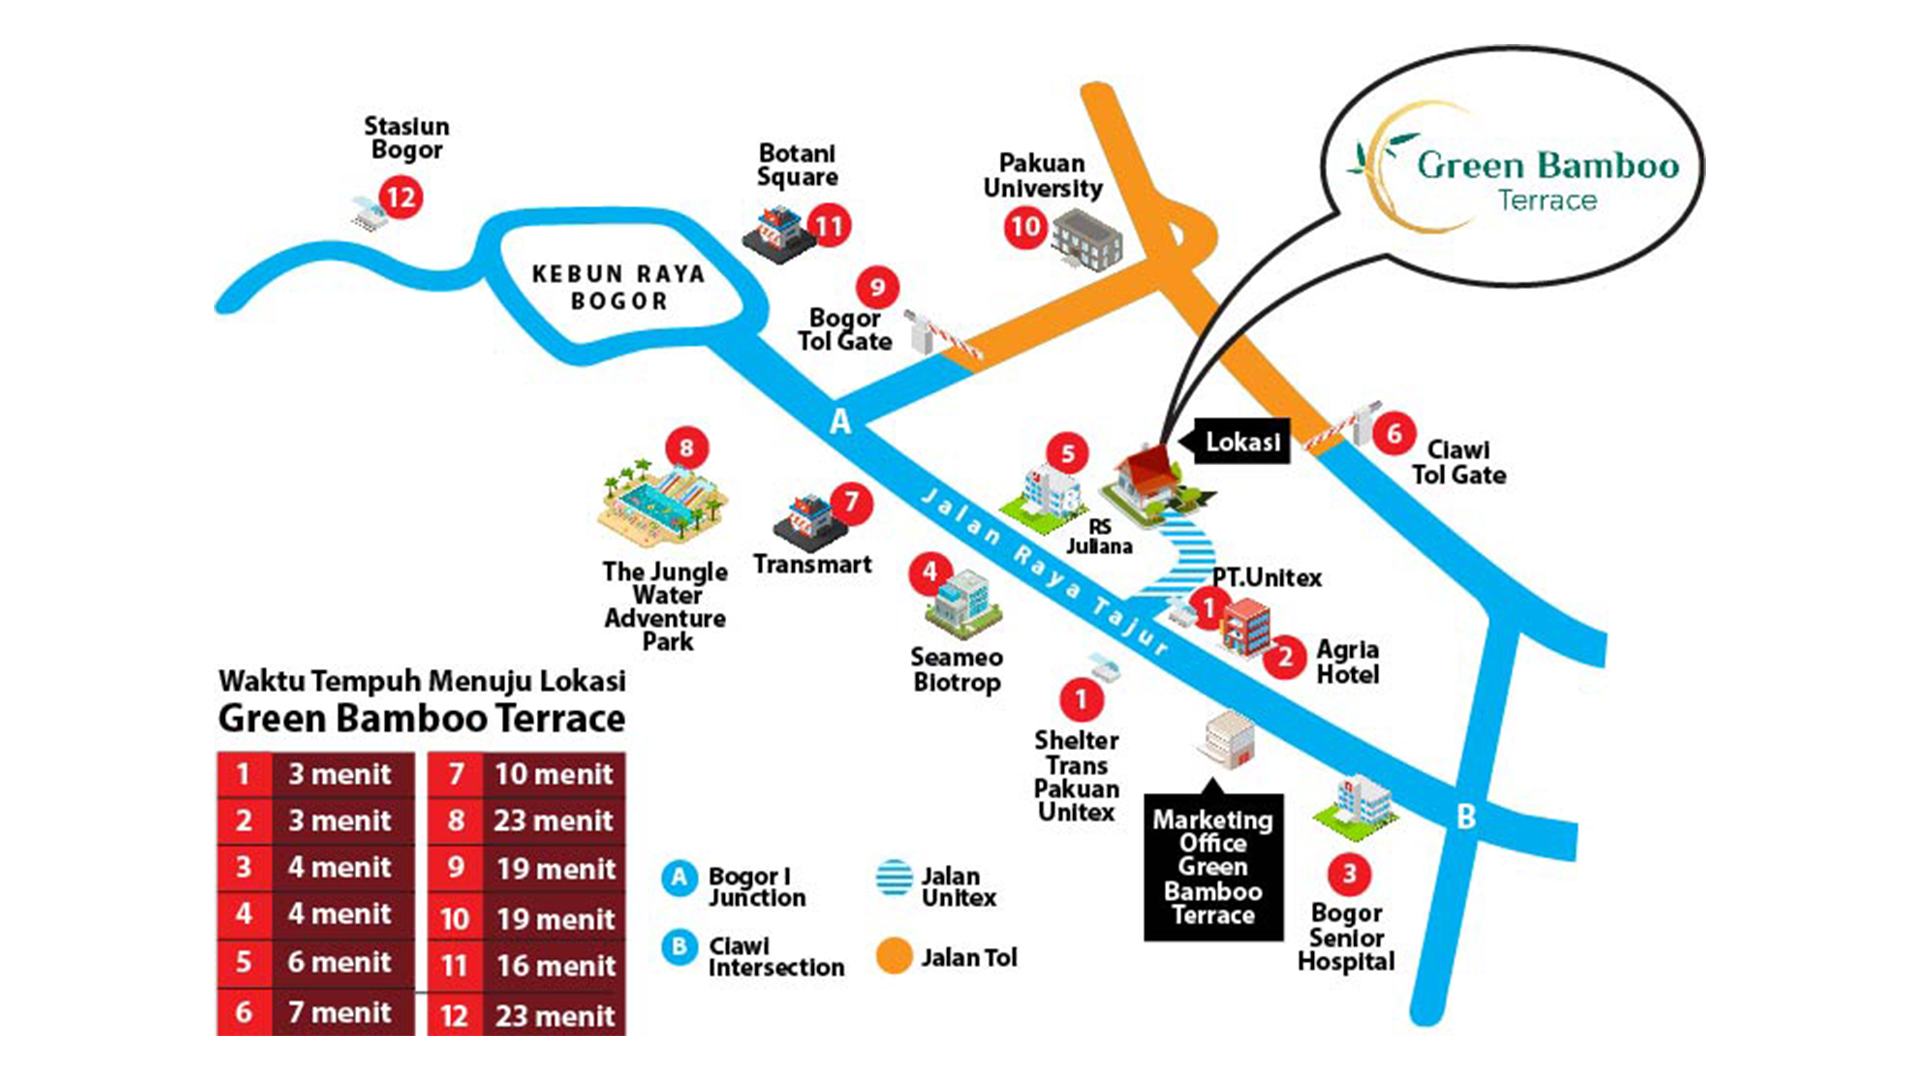 Stasiun
Bogor
12
Botani
Square
11
Pakuan
University
10
Green Bamboo
Terrace
KEBUN RAYA
BOGOR
9
Bogor
Tol Gate
A
Lokasi
6
Ciawi
Tol Gate
8
The Jungle
Water
Adventure
Park
7
Transmart
5
RS
Juliana
Jalan Raya Tajur
4
Seameo
Biotrop
PT.Unitex
1
2
Agria
Hotel
1
Shelter
Trans
Pakuan
Unitex
Marketing
Office
Green
Bamboo
Terrace
B
3
Bogor
Senior
Hospital
Waktu Tempuh Menuju Lokasi
Green Bamboo Terrace
1 3 menit 7 10 menit
2 3 menit 8 23 menit
3 4 menit 9 19 menit
4 4 menit 10 19 menit
5 6 menit 11 16 menit
6 7 menit 12 23 menit
A Bogor I
Junction
B Ciawi
Intersection
Jalan
Unitex
Jalan Tol